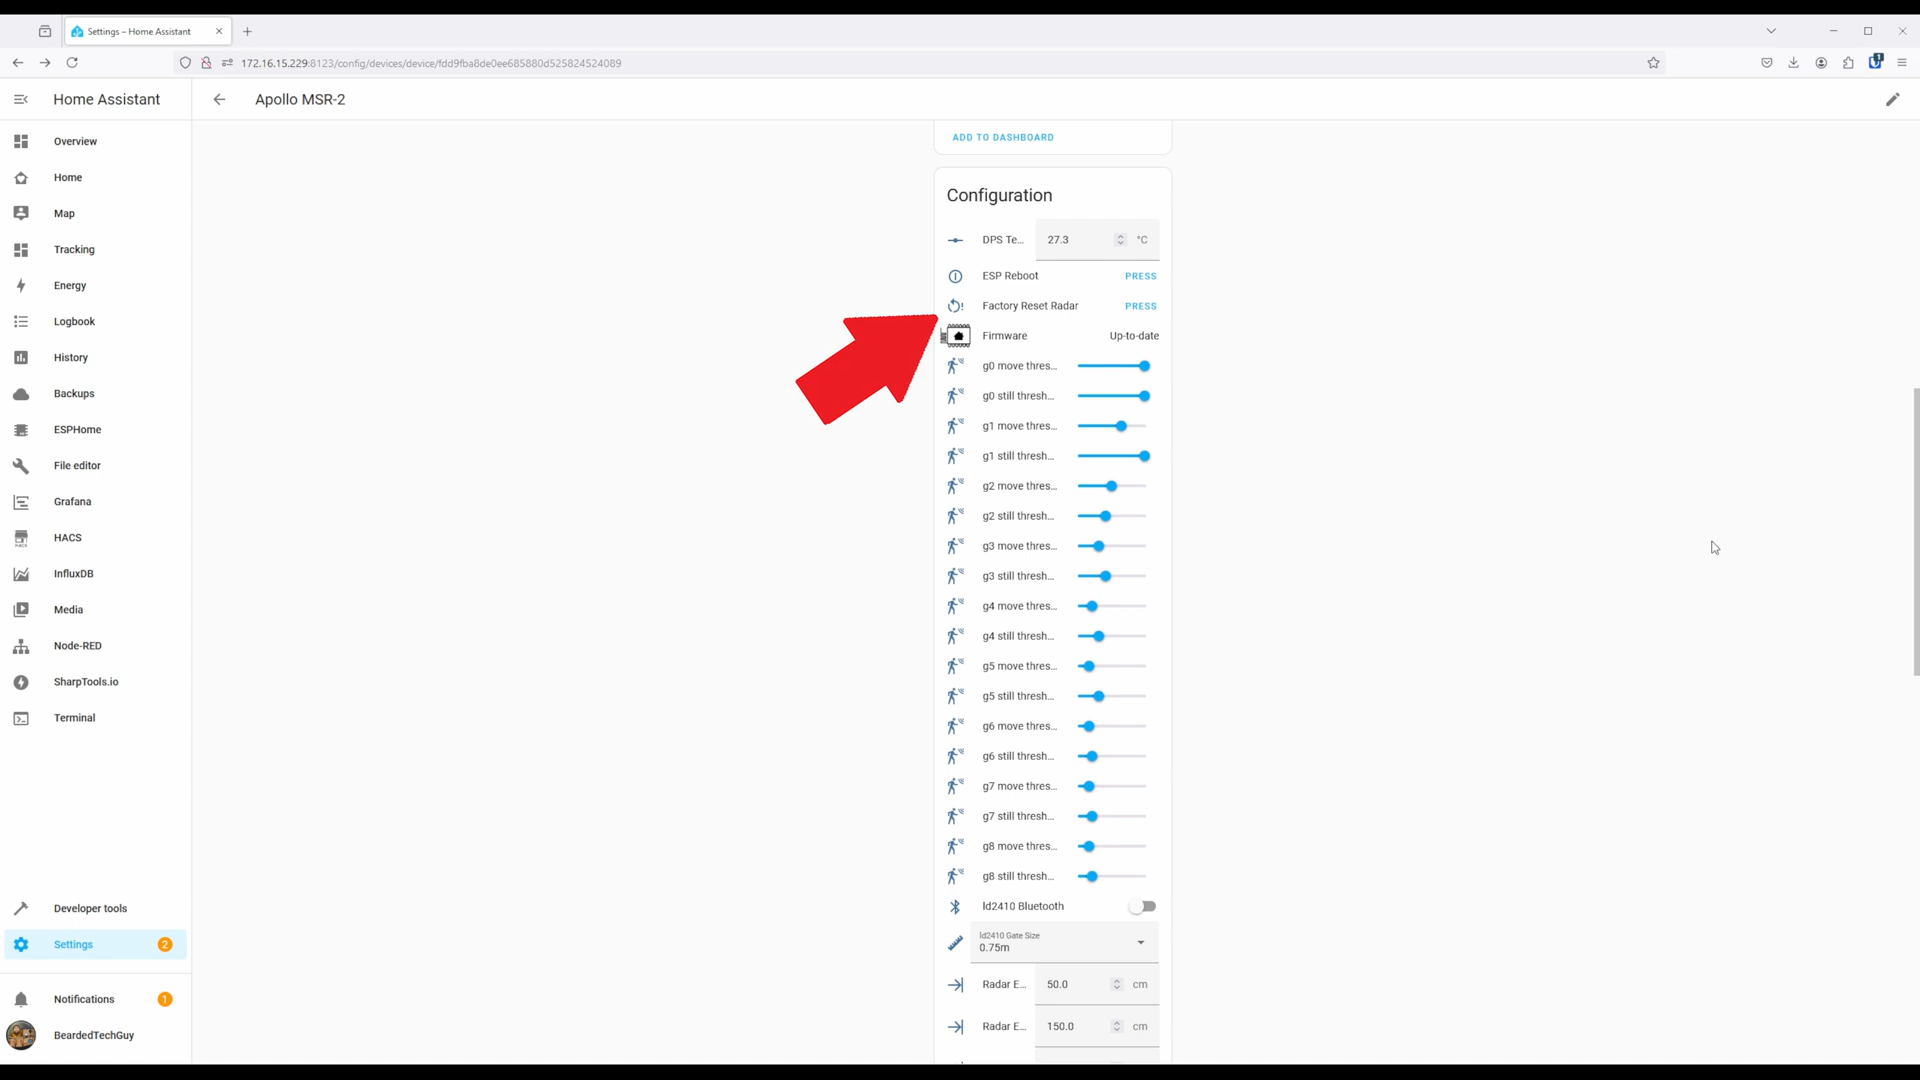 Settings – Home Assistant
172.16.15.229:8123/config/devices/device/fdd9fba8de0ee685880d525824524089
1
Home Assistant
Apollo MSR-2
Overview
Home
Map
Tracking
Energy
Logbook
History
Backups
ESPHome
File editor
Grafana
HACS
HACS
InfluxDB
Media
Node-RED
SharpTools.io
Terminal
Developer tools
Settings 2
Notifications 1
BeardedTechGuy
ADD TO DASHBOARD
Configuration
DPS Te... 27.3 °C
ESP Reboot PRESS
Factory Reset Radar PRESS
Firmware Up-to-date
g0 move thres...
g0 still thresh...
g1 move thres...
g1 still thresh...
g2 move thres...
g2 still thresh...
g3 move thres...
g3 still thresh...
g4 move thres...
g4 still thresh...
g5 move thres...
g5 still thresh...
g6 move thres...
g6 still thresh...
g7 move thres...
g7 still thresh...
g8 move thres...
g8 still thresh...
ld2410 Bluetooth
ld2410 Gate Size
0.75m
Radar E... 50.0 cm
Radar E... 150.0 cm